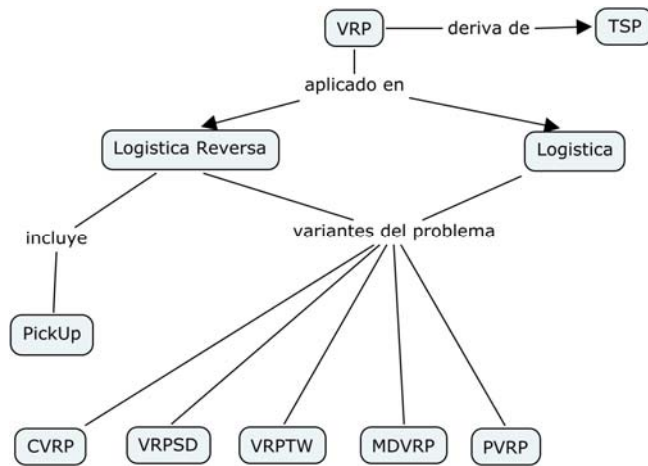 VRP
deriva de
TSP
aplicado en
Logistica Reversa
Logistica
incluye
variantes del problema
PickUp
CVRP
VRPSD
VRPTW
MDVRP
PVRP